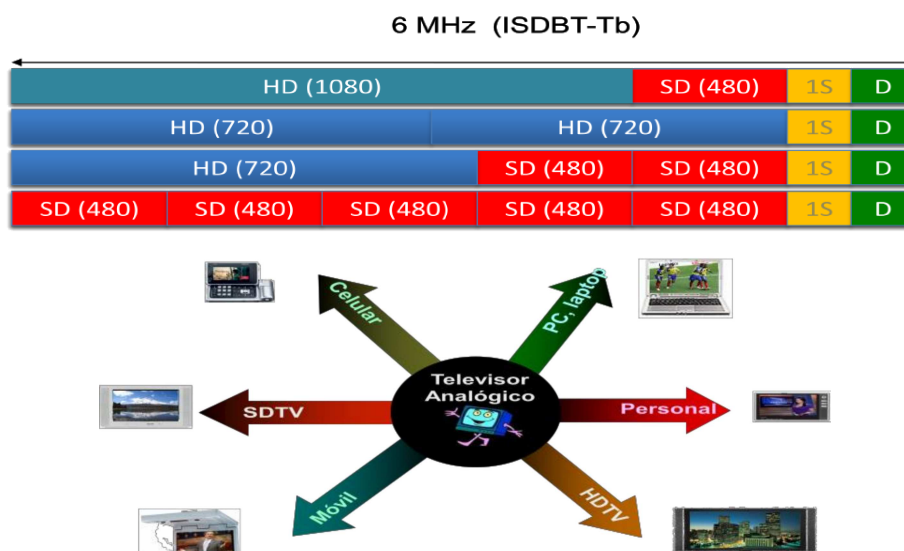 6 MHz (ISDBT-Tb)
HD (1080) SD (480) 1S D
HD (720) HD (720) 1S D
HD (720) SD (480) SD (480) 1S D
SD (480) SD (480) SD (480) SD (480) SD (480) 1S D
Celular
PC, laptop
Televisor
Analógico
SDTV
Personal
Móvil
HDTV